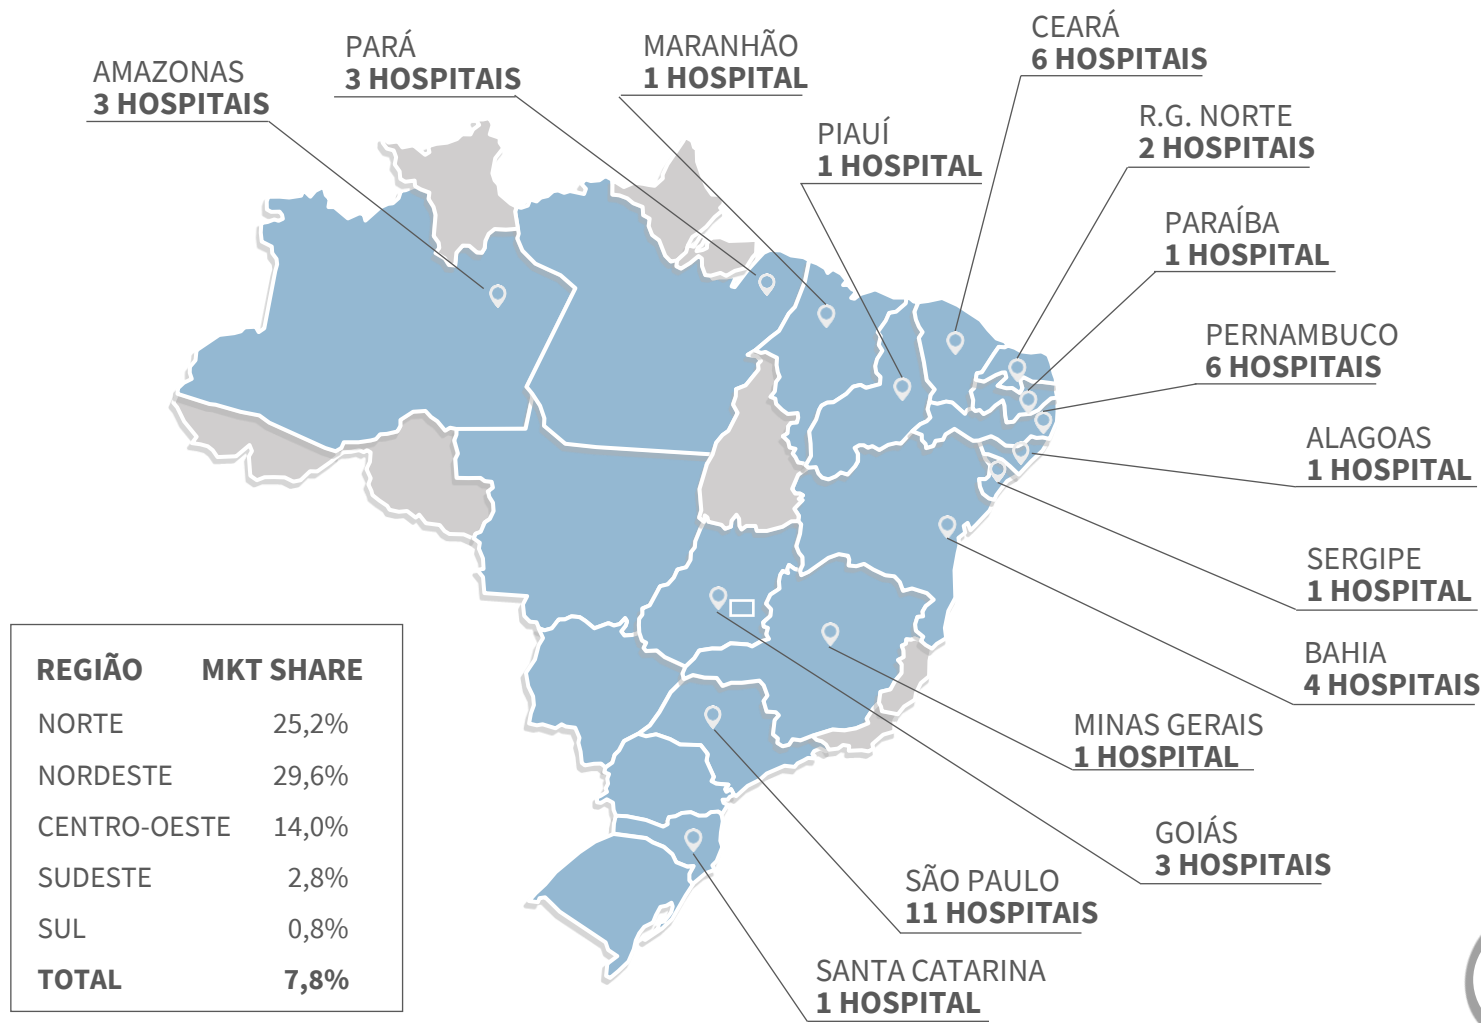 CEARÁ
6 HOSPITAIS
PARÁ
3 HOSPITAIS
MARANHÃO
1 HOSPITAL
AMAZONAS
3 HOSPITAIS
R.G. NORTE
2 HOSPITAIS
PIAUÍ
1 HOSPITAL
PARAÍBA
1 HOSPITAL
PERNAMBUCO
6 HOSPITAIS
ALAGOAS
1 HOSPITAL
SERGIPE
1 HOSPITAL
BAHIA
4 HOSPITAIS
MINAS GERAIS
1 HOSPITAL
GOIÁS
3 HOSPITAIS
SÃO PAULO
11 HOSPITAIS
SANTA CATARINA
1 HOSPITAL
REGIÃO MKT SHARE
NORTE 25,2%
NORDESTE 29,6%
CENTRO-OESTE 14,0%
SUDESTE 2,8%
SUL 0,8%
TOTAL 7,8%